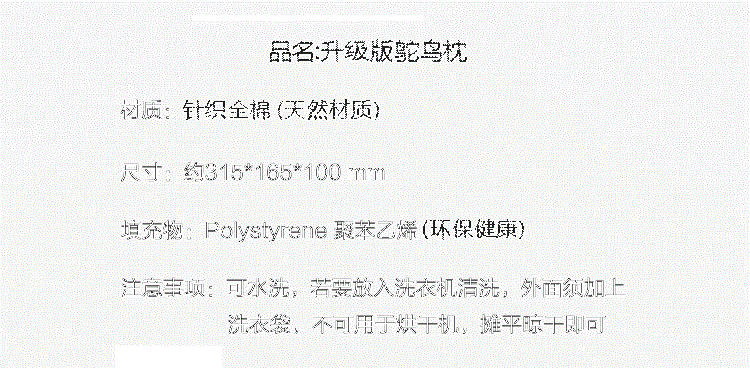 品名:升级版鸵鸟枕
材质：针织全棉(天然材质)
尺寸：约315*165*100 mm
填充物：Polystyrene 聚苯乙烯(环保健康)
注意事项：可水洗，若要放入洗衣机清洗，外面须加上
洗衣袋、不可用于烘干机，摊平晾干即可